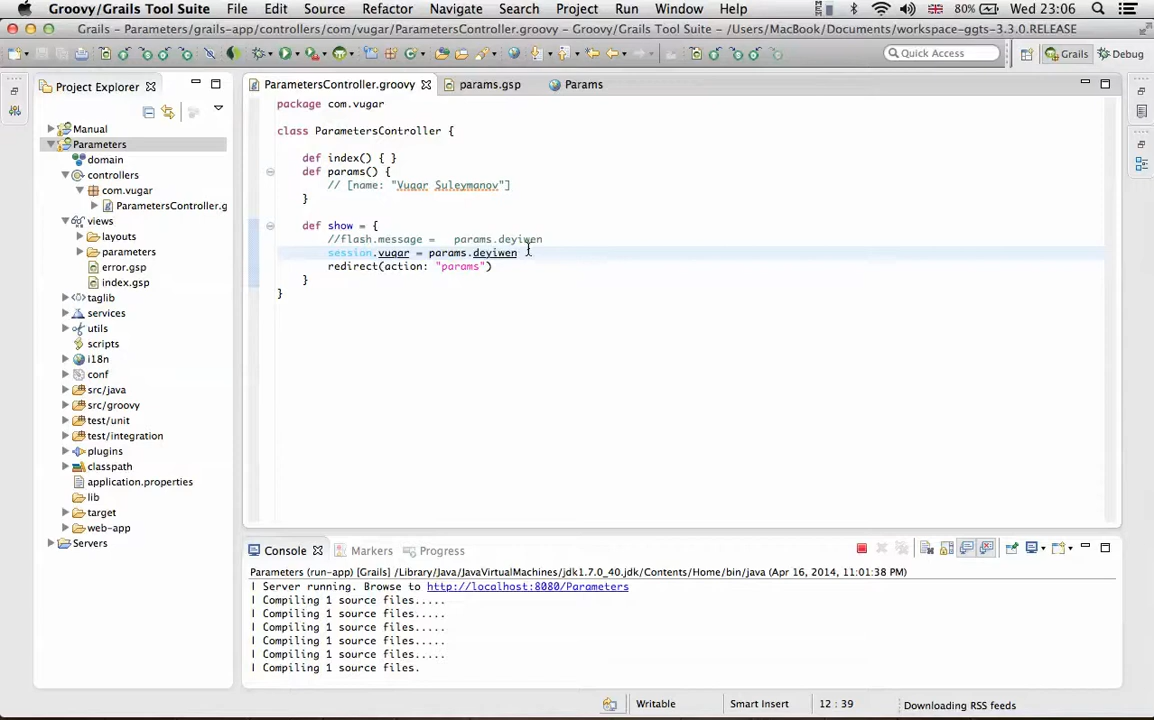 Groovy/Grails Tool Suite File Edit Source Refactor Navigate Search Project Run Window Help 80% Wed 23:06
Grails - Parameters/grails-app/controllers/com/vugar/ParametersController.groovy - Groovy/Grails Tool Suite - /Users/MacBook/Documents/workspace-ggts-3.3.0.RELEASE
Quick Access Grails Debug
Project Explorer
Manual
Parameters
domain
controllers
com.vugar
ParametersController.g
views
layouts
parameters
error.gsp
index.gsp
taglib
services
utils
scripts
i18n
conf
src/java
src/groovy
test/unit
test/integration
plugins
classpath
application.properties
lib
target
web-app
Servers
ParametersController.groovy params.gsp Params
package com.vugar
class ParametersController {
def index() { }
def params() {
// [name: "Vugar Suleymanov"]
}
def show = {
//flash.message =   params.deyiwen
session.vugar = params.deyiwen
redirect(action: "params")
}
}
Console Markers Progress
Parameters (run-app) [Grails] /Library/Java/JavaVirtualMachines/jdk1.7.0_40.jdk/Contents/Home/bin/java (Apr 16, 2014, 11:01:38 PM)
| Server running. Browse to http://localhost:8080/Parameters
| Compiling 1 source files.....
| Compiling 1 source files.....
| Compiling 1 source files.....
| Compiling 1 source files.....
| Compiling 1 source files.....
| Compiling 1 source files.
Writable Smart Insert 12 : 39 Downloading RSS feeds